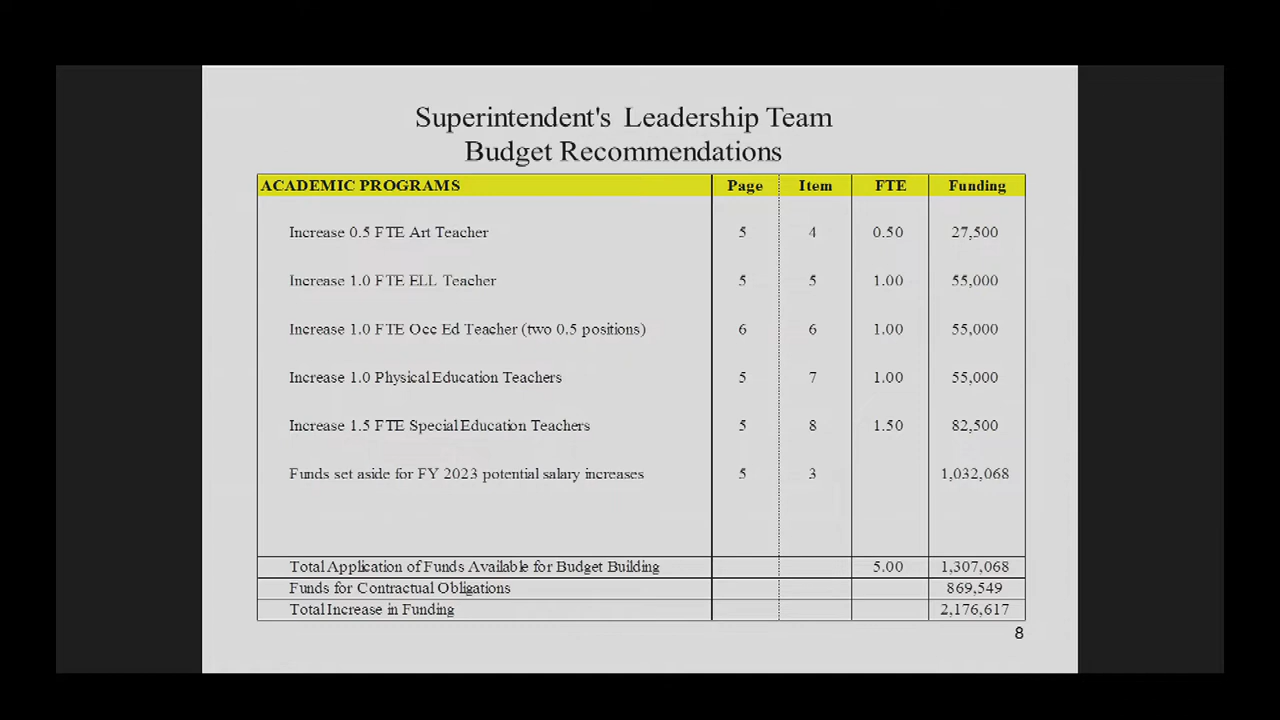 Superintendent's Leadership Team
Budget Recommendations
ACADEMIC PROGRAMS Page Item FTE Funding
Increase 0.5 FTE Art Teacher 5 4 0.50 27,500
Increase 1.0 FTE ELL Teacher 5 5 1.00 55,000
Increase 1.0 FTE Occ Ed Teacher (two 0.5 positions) 6 6 1.00 55,000
Increase 1.0 Physical Education Teachers 5 7 1.00 55,000
Increase 1.5 FTE Special Education Teachers 5 8 1.50 82,500
Funds set aside for FY 2023 potential salary increases 5 3 1,032,068
Total Application of Funds Available for Budget Building 5.00 1,307,068
Funds for Contractual Obligations 869,549
Total Increase in Funding 2,176,617
8